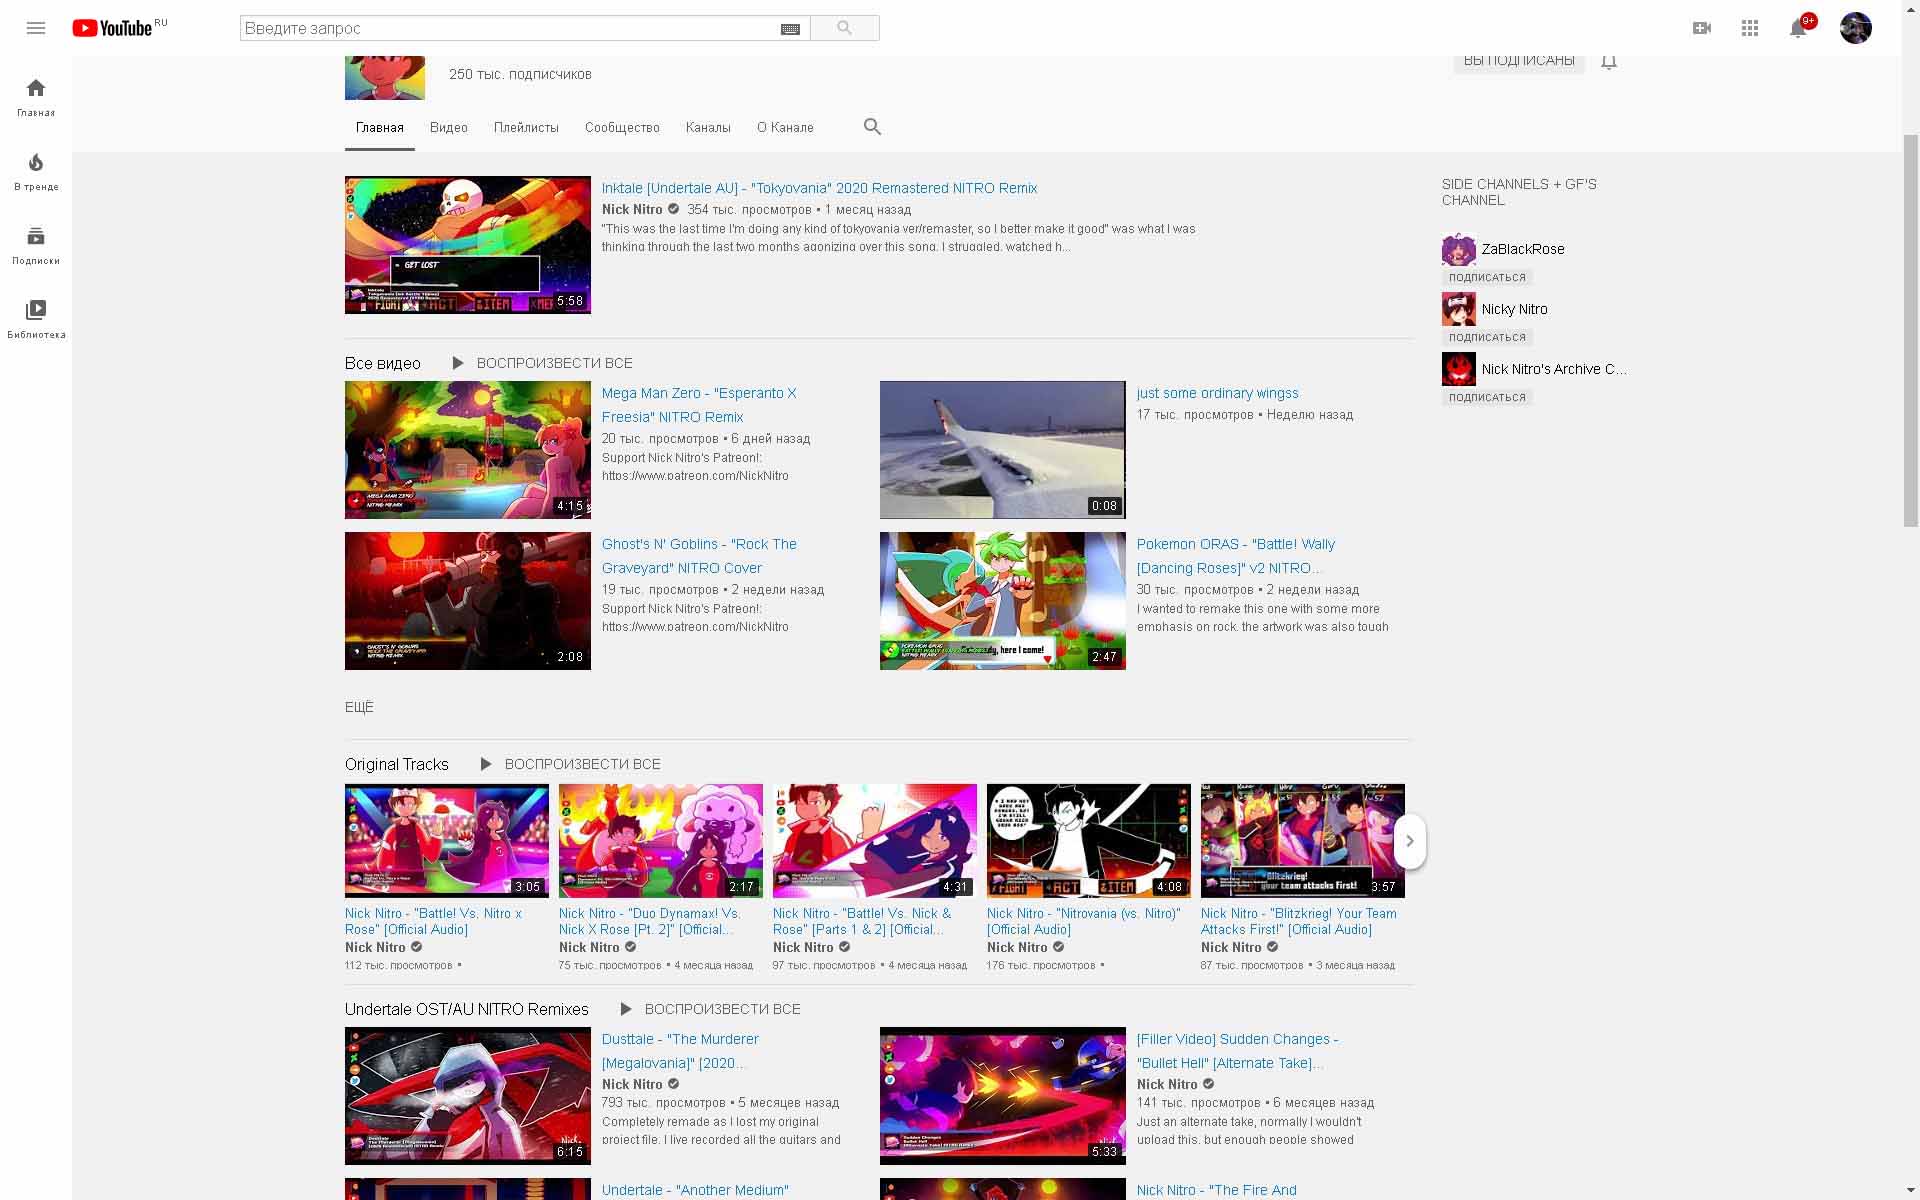 YouTube RU
Введите запрос
9+
Главная
В тренде
Подписки
Библиотека
250 тыс. подписчиков
ВЫ ПОДПИСАНЫ
Главная Видео Плейлисты Сообщество Каналы О Канале
Inktale [Undertale AU] - "Tokyovania" 2020 Remastered NITRO Remix
Nick Nitro 354 тыс. просмотров • 1 месяц назад
"This was the last time I'm doing any kind of tokyovania ver/remaster, so I better make it good" was what I was
thinking through the last two months agonizing over this song. I struggled, watched h...
GET LOST
5:58
SIDE CHANNELS + GF'S
CHANNEL
ZaBlackRose
ПОДПИСАТЬСЯ
Nicky Nitro
ПОДПИСАТЬСЯ
Nick Nitro's Archive C...
ПОДПИСАТЬСЯ
Все видео ВОСПРОИЗВЕСТИ ВСЕ
Mega Man Zero - "Esperanto X
Freesia" NITRO Remix
20 тыс. просмотров • 6 дней назад
Support Nick Nitro's Patreon!:
https://www.patreon.com/NickNitro
4:15
just some ordinary wingss
17 тыс. просмотров • Неделю назад
0:08
Ghost's N' Goblins - "Rock The
Graveyard" NITRO Cover
19 тыс. просмотров • 2 недели назад
Support Nick Nitro's Patreon!:
https://www.patreon.com/NickNitro
2:08
Pokemon ORAS - "Battle! Wally
[Dancing Roses]" v2 NITRO...
30 тыс. просмотров • 2 недели назад
I wanted to remake this one with some more
emphasis on rock, the artwork was also tough
here I come!
2:47
ЕЩЁ
Original Tracks ВОСПРОИЗВЕСТИ ВСЕ
3:05
Nick Nitro - "Battle! Vs. Nitro x
Rose" [Official Audio]
Nick Nitro
112 тыс. просмотров •
2:17
Nick Nitro - "Duo Dynamax! Vs.
Nick X Rose [Pt. 2]" [Official...
Nick Nitro
75 тыс. просмотров • 4 месяца назад
4:31
Nick Nitro - "Battle! Vs. Nick &
Rose" [Parts 1 & 2] [Official...
Nick Nitro
97 тыс. просмотров • 4 месяца назад
FIGHT ACT ITEM
4:08
Nick Nitro - "Nitrovania (vs. Nitro)"
[Official Audio]
Nick Nitro
176 тыс. просмотров •
Blitzkrieg!
your team attacks first!
3:57
Nick Nitro - "Blitzkrieg! Your Team
Attacks First!" [Official Audio]
Nick Nitro
87 тыс. просмотров • 3 месяца назад
Undertale OST/AU NITRO Remixes ВОСПРОИЗВЕСТИ ВСЕ
Dusttale - "The Murderer
[Megalovania]" [2020...
Nick Nitro
793 тыс. просмотров • 5 месяцев назад
Completely remade as I lost my original
project file. I live recorded all the guitars and
6:15
[Filler Video] Sudden Changes -
"Bullet Hell" [Alternate Take]...
Nick Nitro
141 тыс. просмотров • 6 месяцев назад
Just an alternate take, normally I wouldn't
upload this, but enough people showed
5:33
Undertale - "Another Medium"
Nick Nitro - "The Fire And